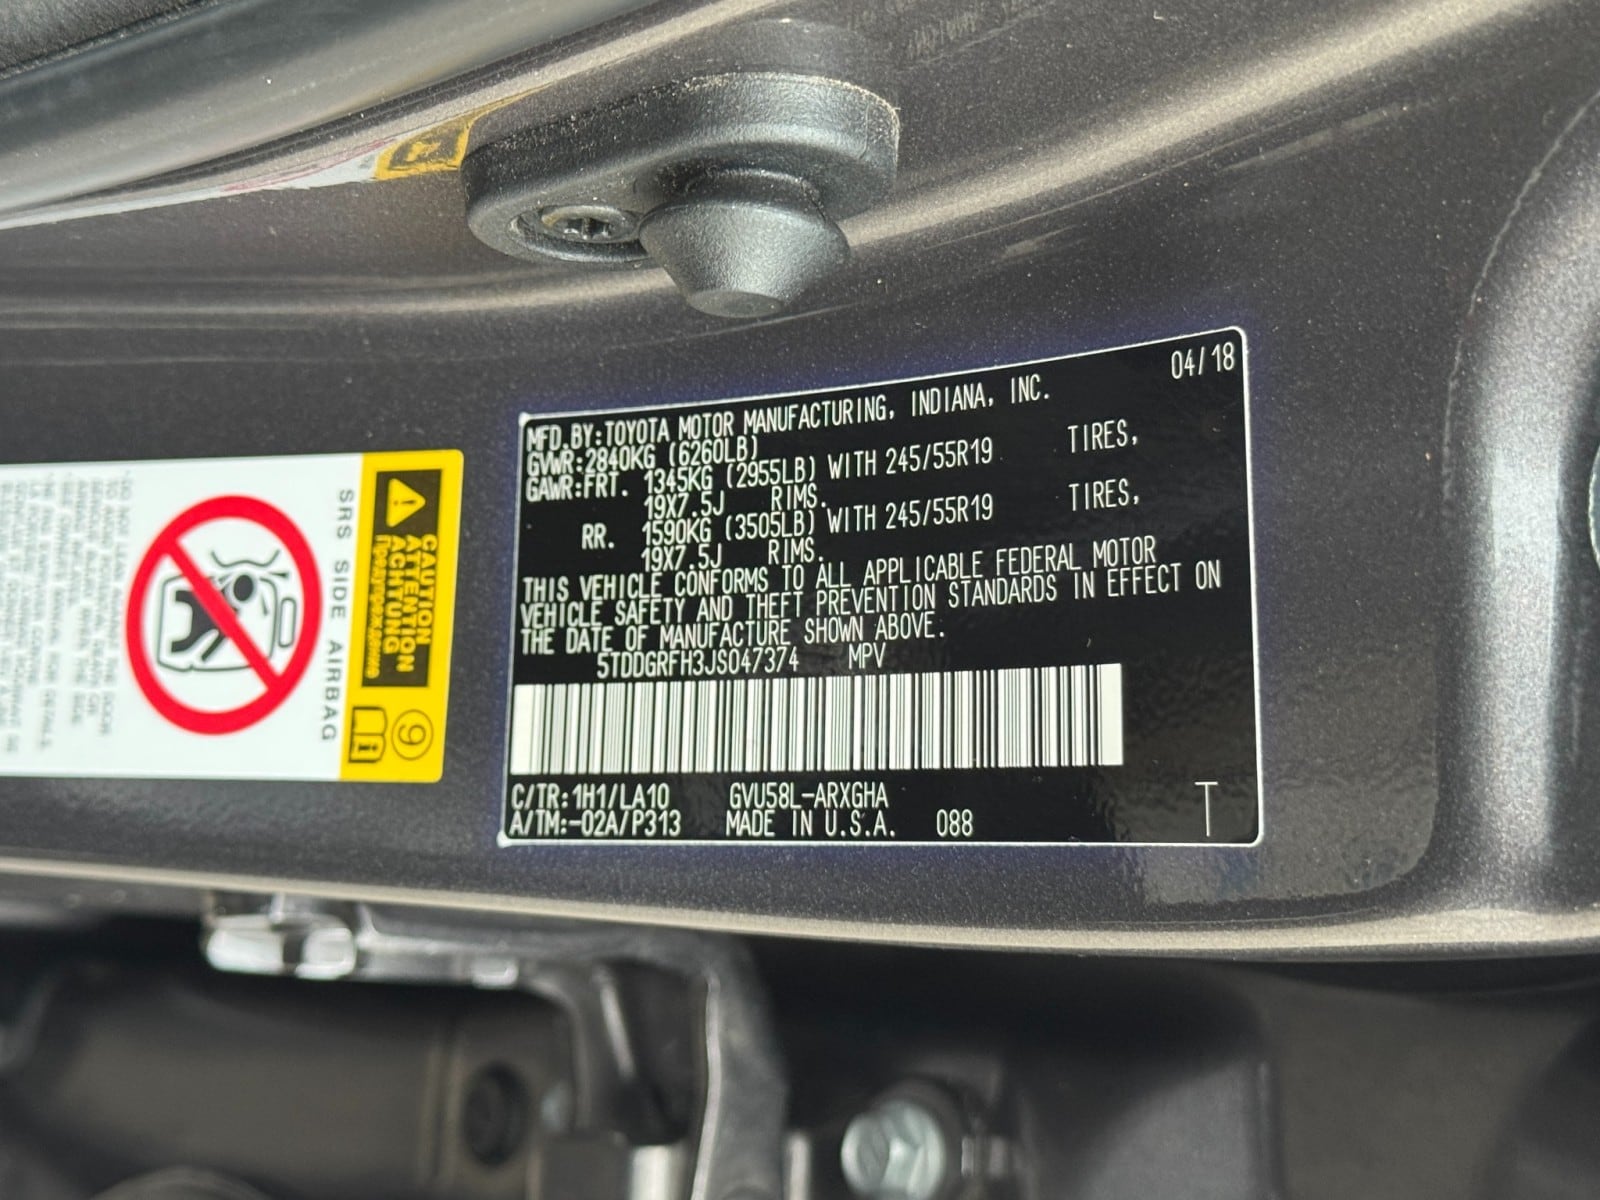 04/18
MFD.BY:TOYOTA MOTOR MANUFACTURING, INDIANA, INC.
GVWR:2840KG (6260LB)
GAWR:FRT. 1345KG (2955LB) WITH 245/55R19 TIRES,
19X7.5J RIMS.
RR. 1590KG (3505LB) WITH 245/55R19 TIRES,
19X7.5J RIMS.
THIS VEHICLE CONFORMS TO ALL APPLICABLE FEDERAL MOTOR
VEHICLE SAFETY AND THEFT PREVENTION STANDARDS IN EFFECT ON
THE DATE OF MANUFACTURE SHOWN ABOVE.
5TDDGRFH3JS047374 MPV
C/TR:1H1/LA10 GVU58L-ARXGHA
A/TM:-02A/P313 MADE IN U.S.A. 088 T
CAUTION
ATTENTION
ACHTUNG
Предупреждение
9
i
SRS SIDE AIRBAG